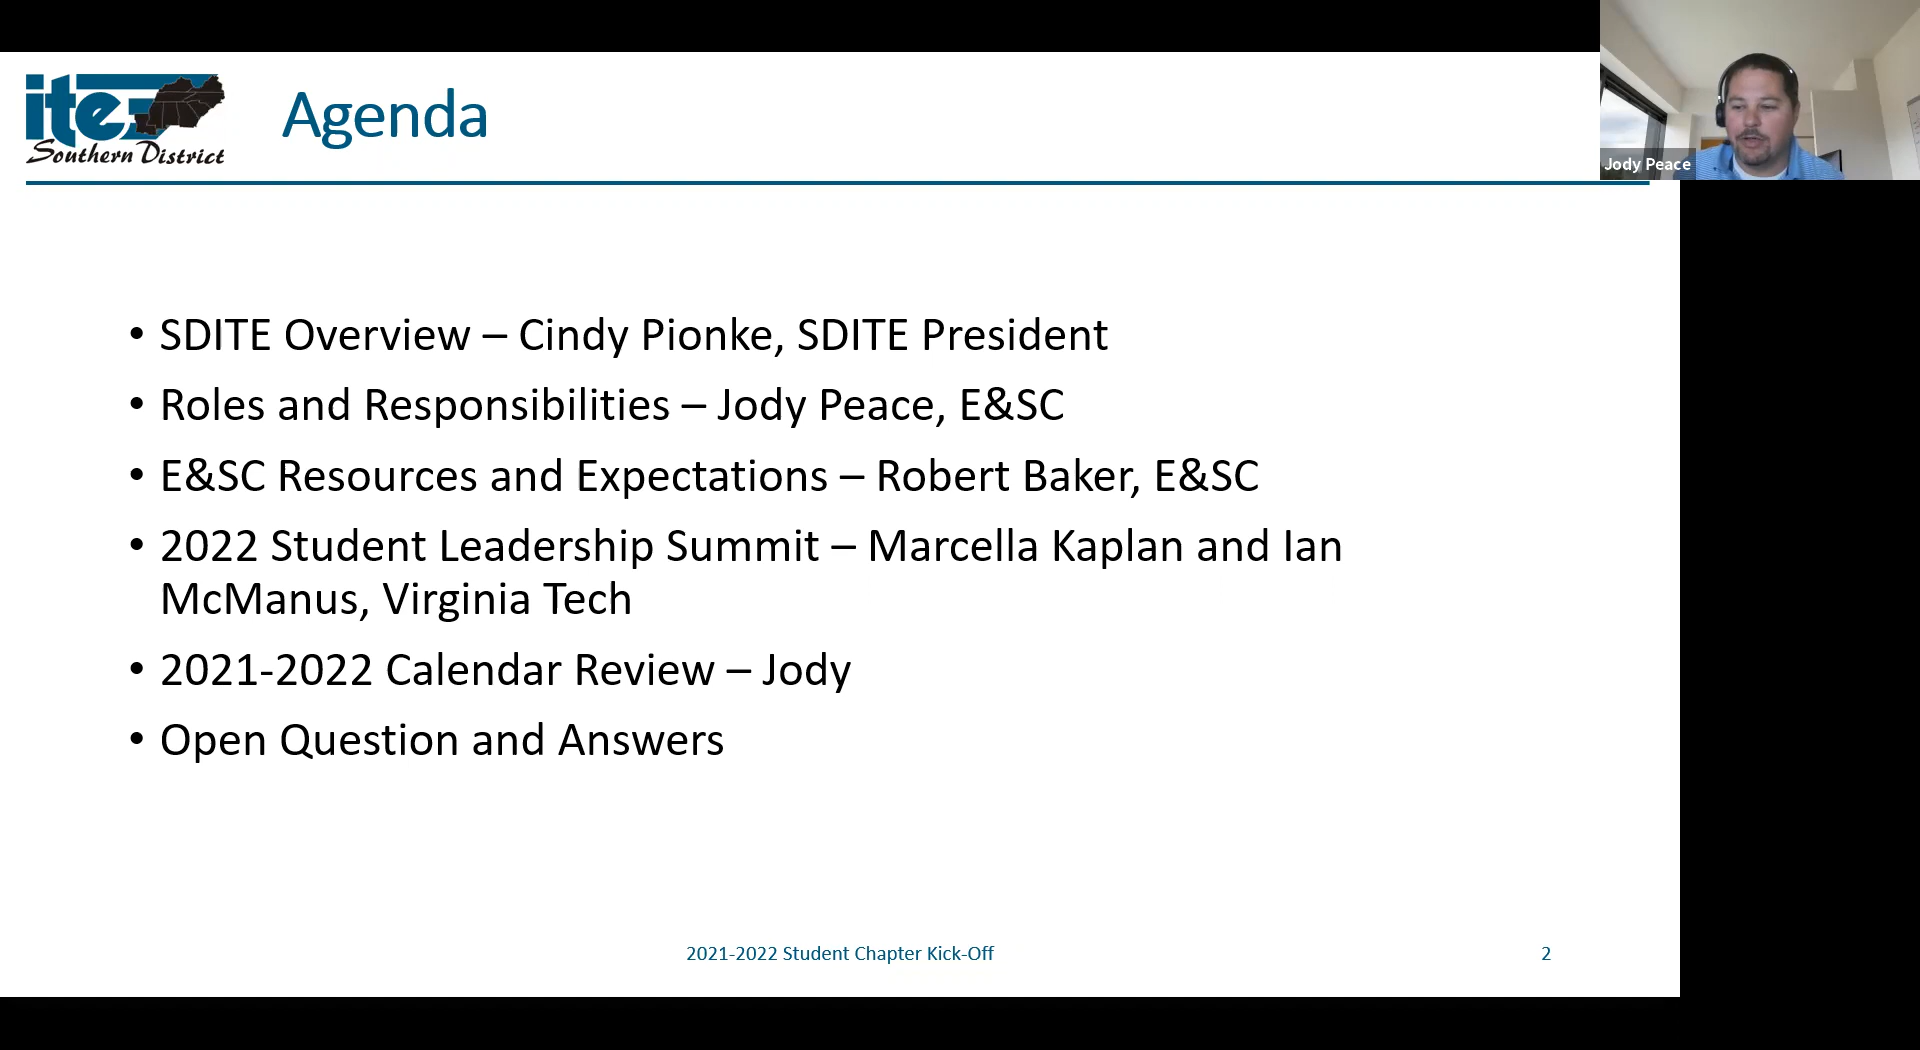 ite
Southern District
Agenda
Jody Peace
• SDITE Overview – Cindy Pionke, SDITE President
• Roles and Responsibilities – Jody Peace, E&SC
• E&SC Resources and Expectations – Robert Baker, E&SC
• 2022 Student Leadership Summit – Marcella Kaplan and Ian
McManus, Virginia Tech
• 2021-2022 Calendar Review – Jody
• Open Question and Answers
2021-2022 Student Chapter Kick-Off
2